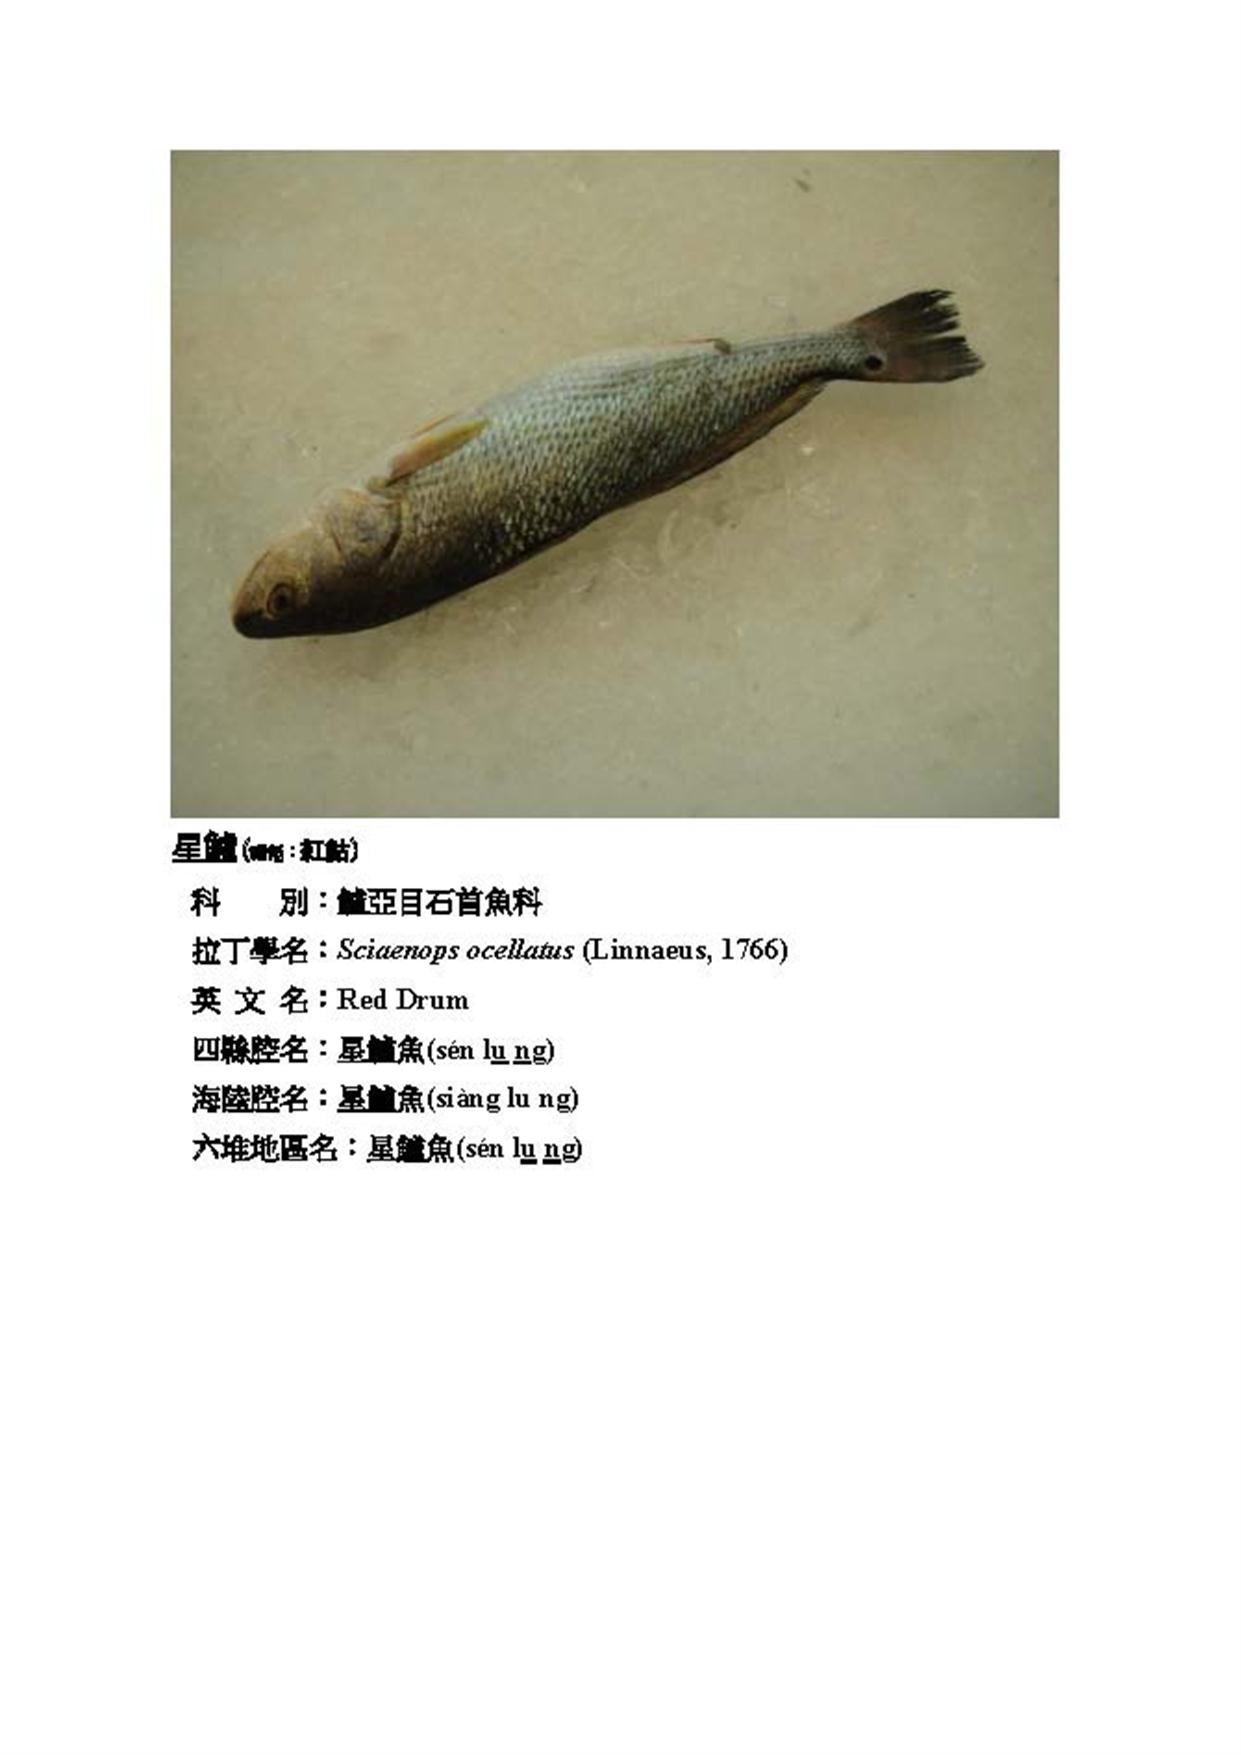 星鱸(俗稱:紅鼓)
科　　別：鱸亞目石首魚科
拉丁學名：Sciaenops ocellatus (Linnaeus, 1766)
英 文 名：Red Drum
四縣腔名：星鱸魚(sén lu ng)
海陸腔名：星鱸魚(siàng lu ng)
六堆地區名：星鱸魚(sén lu ng)